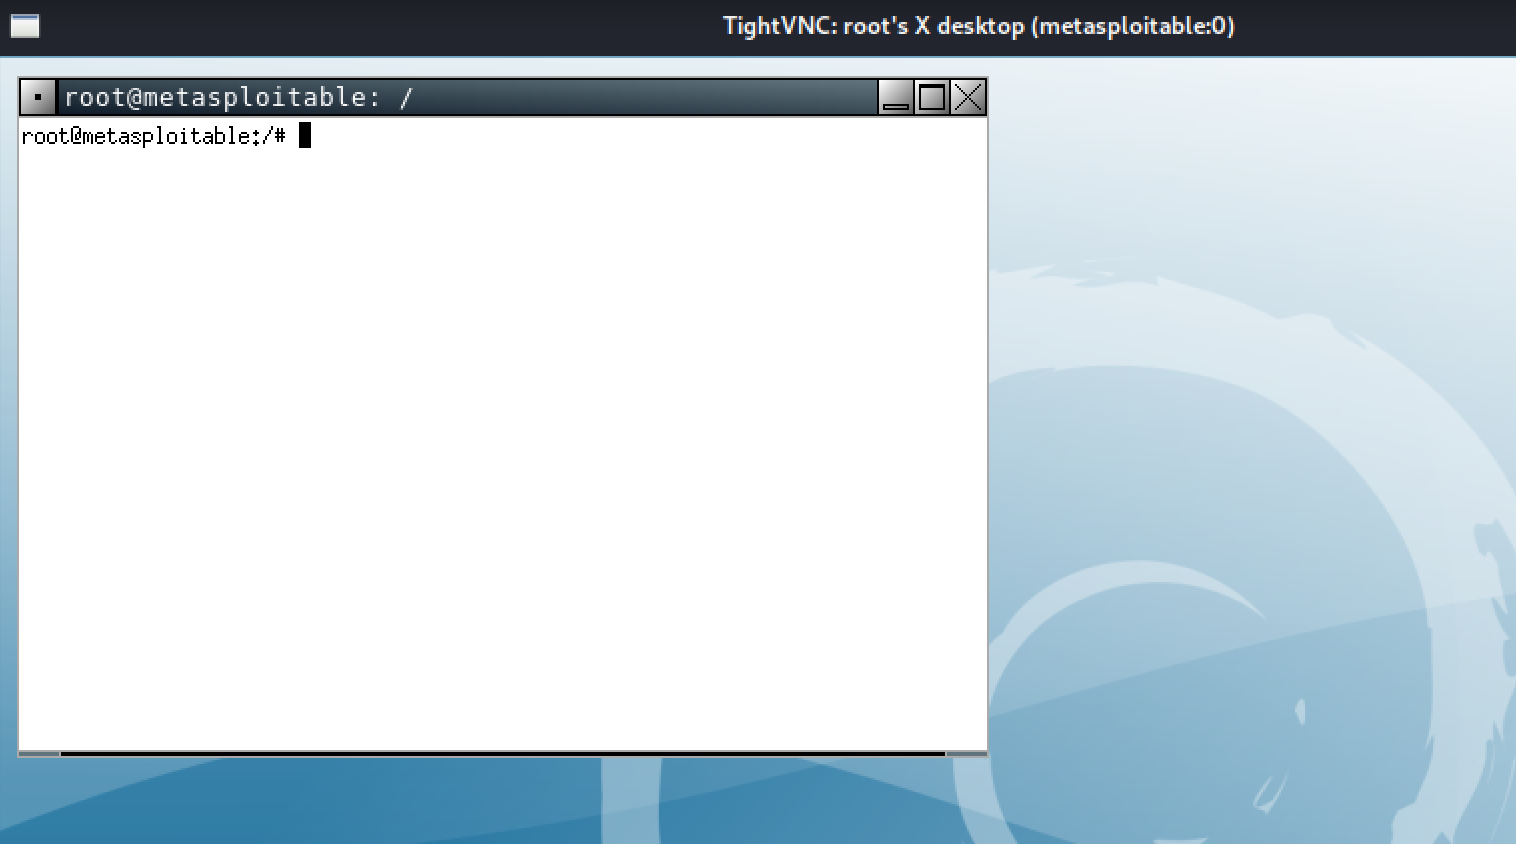 TightVNC: root's X desktop (metasploitable:0)
root@metasploitable: /
root@metasploitable:/#